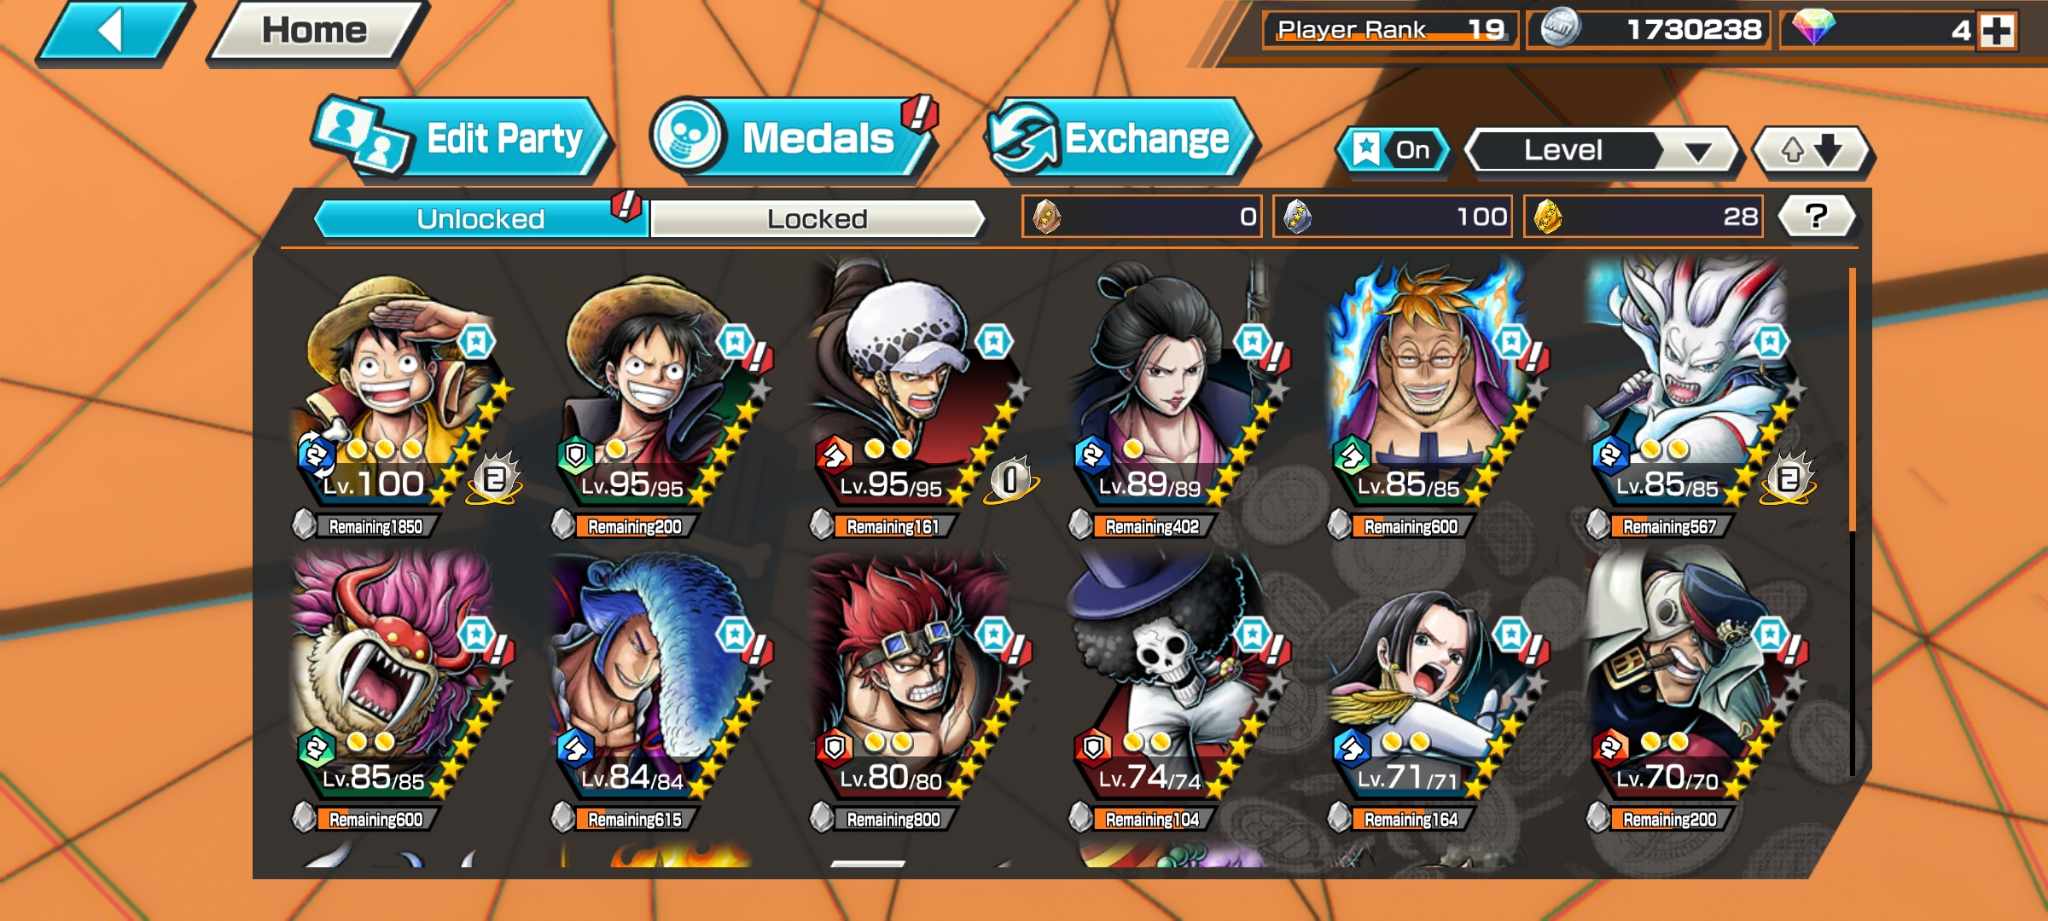 Home
Player Rank 19
1730238
4
Edit Party
Medals
Exchange
On
Level
Unlocked
Locked
0
100
28
?
Lv.100
2
Lv.95/95
Lv.95/95
0
Lv.89/89
Lv.85/85
Lv.85/85
2
Remaining1850
Remaining200
Remaining161
Remaining402
Remaining600
Remaining567
Lv.85/85
Lv.84/84
Lv.80/80
Lv.74/74
Lv.71/71
Lv.70/70
Remaining600
Remaining615
Remaining800
Remaining104
Remaining164
Remaining200